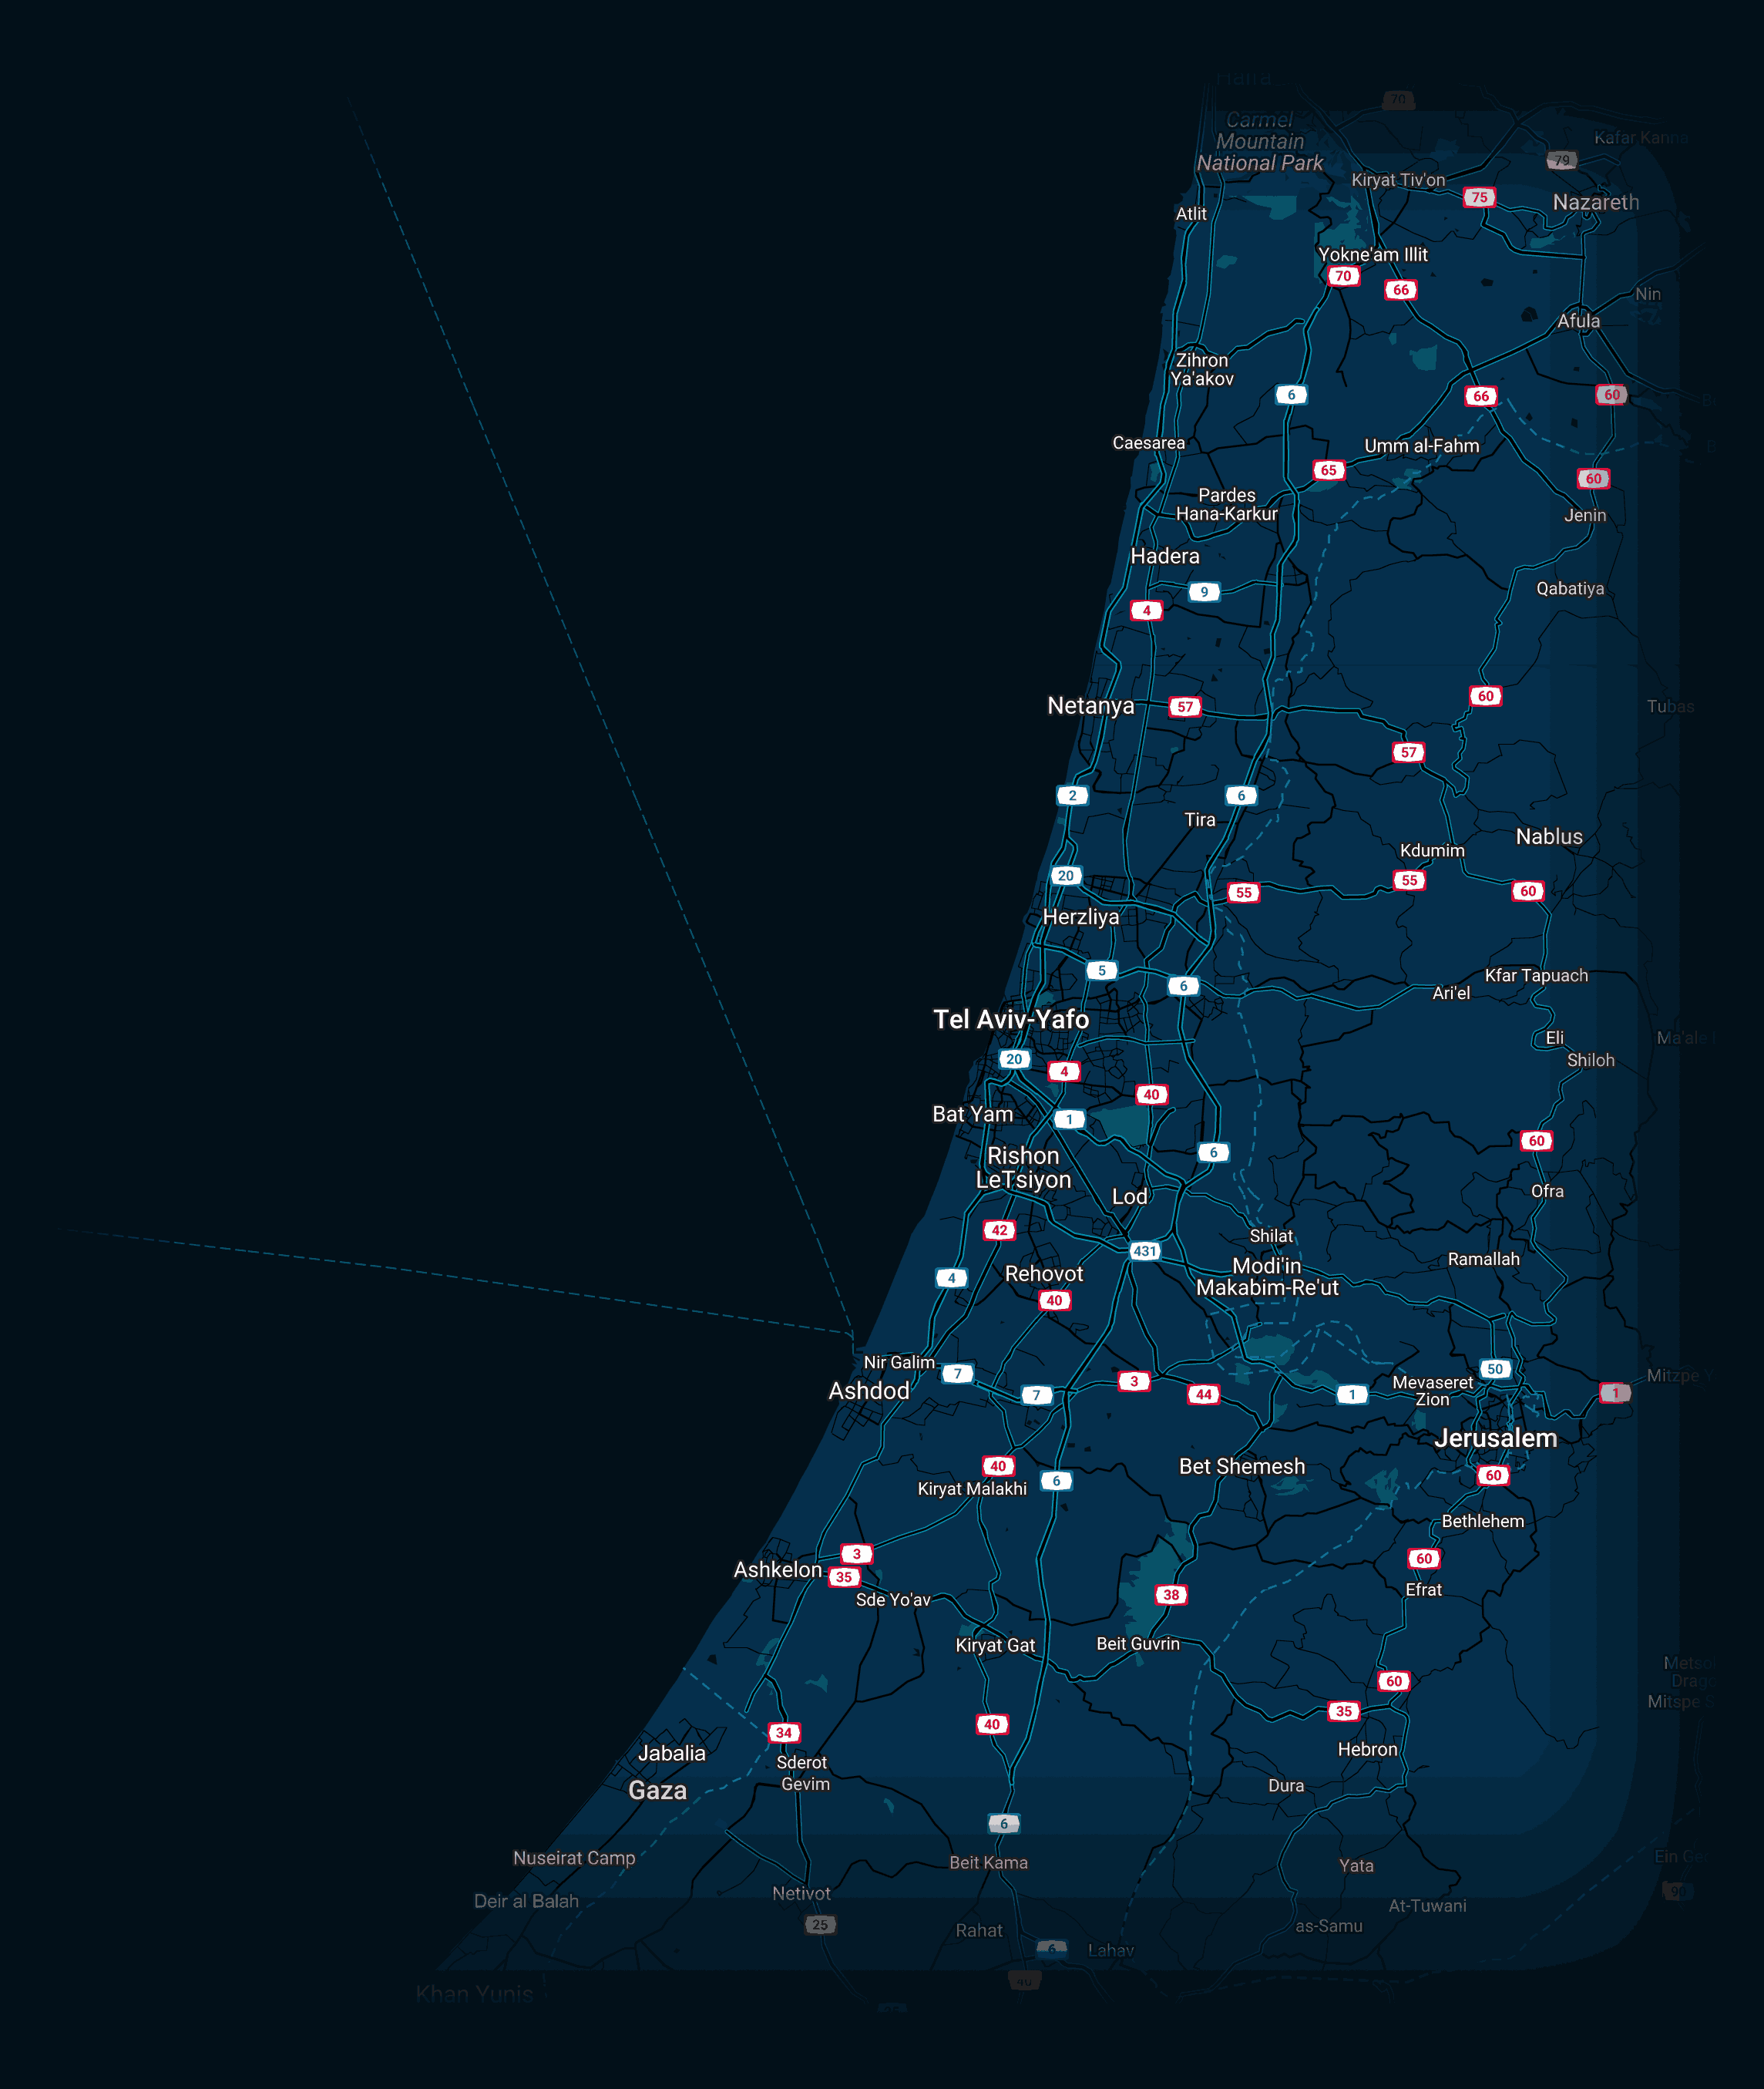 Haifa
70
Carmel
Mountain
National Park
Kafar Kanna
79
Kiryat Tiv'on
75
Nazareth
Atlit
Yokne'am Illit
70
66
Nin
Afula
Zihron
Ya'akov
6
66
60
Caesarea
Umm al-Fahm
65
60
Pardes
Hana-Karkur
Jenin
Hadera
9
Qabatiya
4
60
Netanya
57
Tubas
57
2
6
Tira
Nablus
Kdumim
20
55
55
60
Herzliya
5
Kfar Tapuach
6
Ari'el
Tel Aviv-Yafo
Eli
Ma'ale
20
Shiloh
4
40
Bat Yam
1
60
6
Rishon
LeTsiyon
Lod
Ofra
42
Shilat
431
Ramallah
Modi'in
Makabim-Re'ut
4
Rehovot
40
Nir Galim
7
50
Mitzpe Y
3
Mevaseret
Zion
Ashdod
7
44
1
1
Jerusalem
40
Bet Shemesh
60
6
Kiryat Malakhi
Bethlehem
3
60
Ashkelon
35
Efrat
38
Sde Yo'av
Kiryat Gat
Beit Guvrin
Metsoke
Drag
60
Mitspe S
35
40
34
Jabalia
Hebron
Sderot
Gevim
Gaza
Dura
6
Nuseirat Camp
Beit Kama
Yata
Ein Ge
90
Deir al Balah
Netivot
At-Tuwani
25
Rahat
as-Samu
6
Lahav
40
Khan Yunis